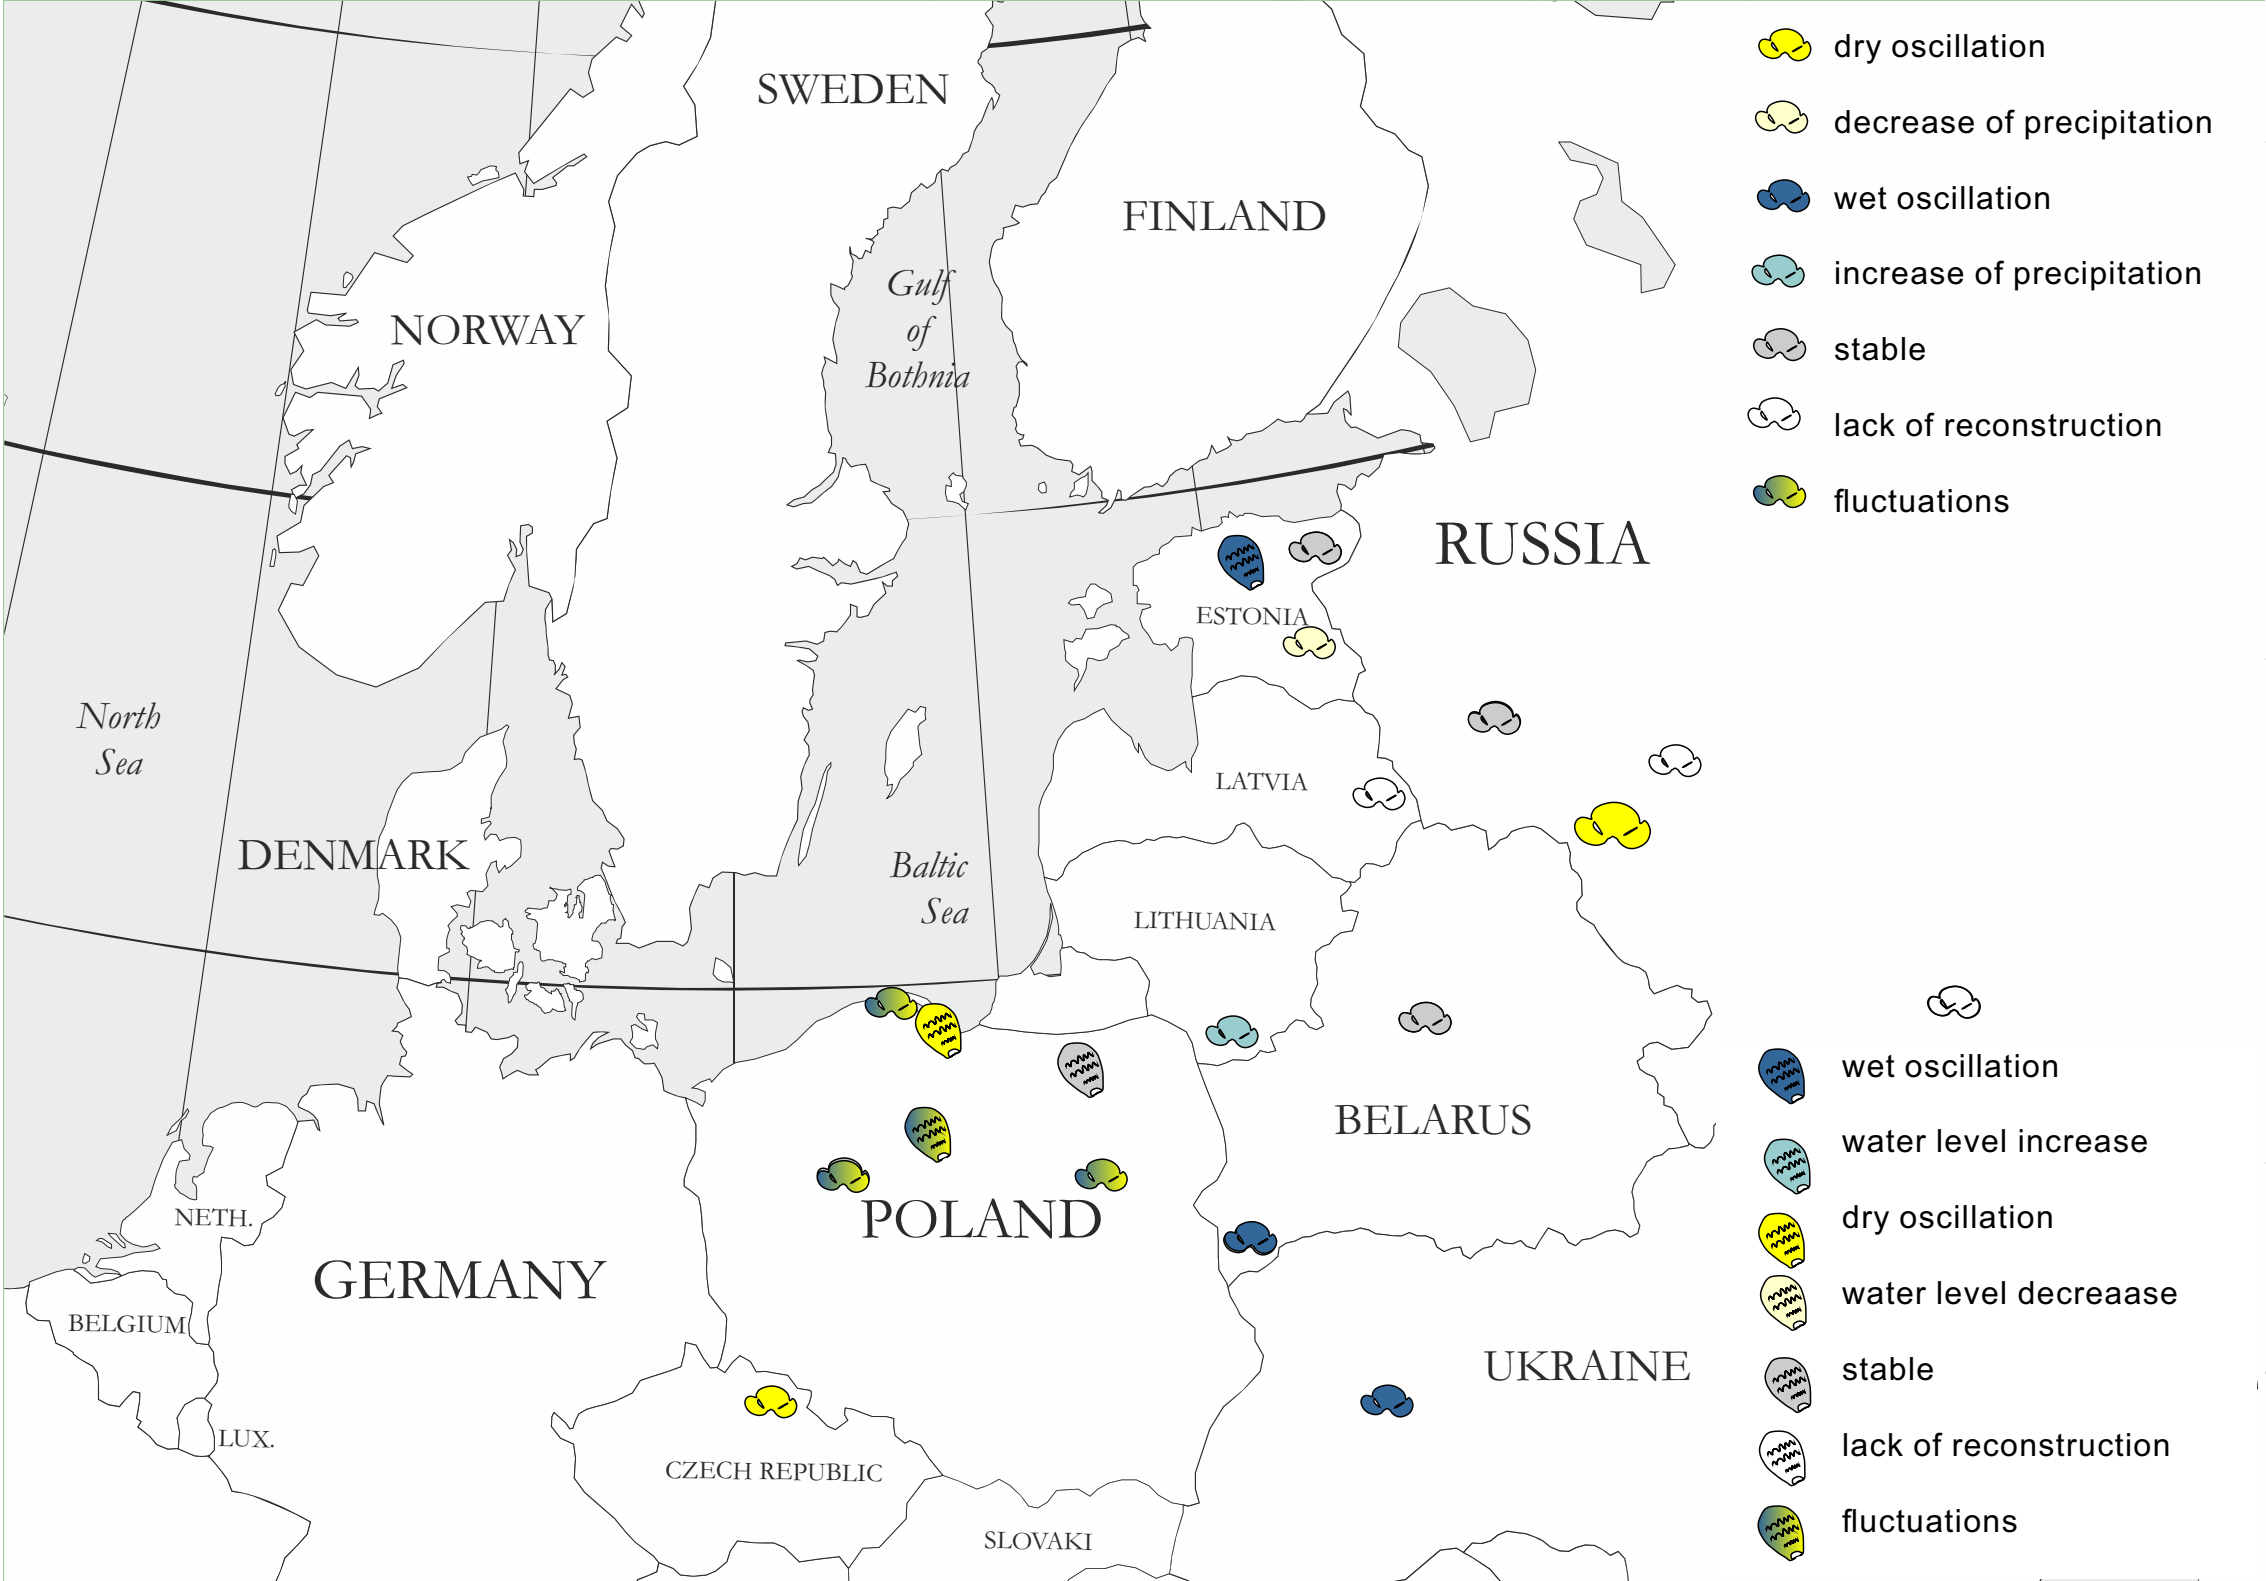 SWEDEN
FINLAND
NORWAY
Gulf
of
Bothnia
RUSSIA
ESTONIA
North
Sea
LATVIA
DENMARK
Baltic
Sea
LITHUANIA
BELARUS
NETH.
POLAND
GERMANY
BELGIUM
UKRAINE
LUX.
CZECH REPUBLIC
SLOVAKI
dry oscillation
decrease of precipitation
wet oscillation
increase of precipitation
stable
lack of reconstruction
fluctuations
wet oscillation
water level increase
dry oscillation
water level decreaase
stable
lack of reconstruction
fluctuations